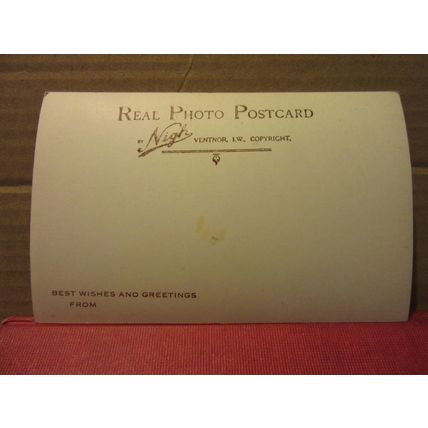 REAL PHOTO POSTCARD
BY Nigh VENTNOR, I.W. COPYRIGHT.
BEST WISHES AND GREETINGS
FROM